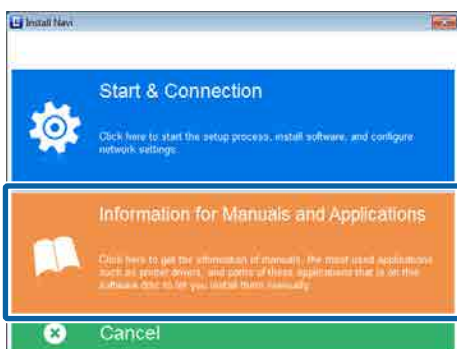 Install Navi
Start & Connection
Click here to start the setup process, install software, and configure
network settings.
Information for Manuals and Applications
Click here to get the information of manuals, the most used applications
such as printer drivers, and paths of these applications that is on this
software disc to let you install them manually.
Cancel